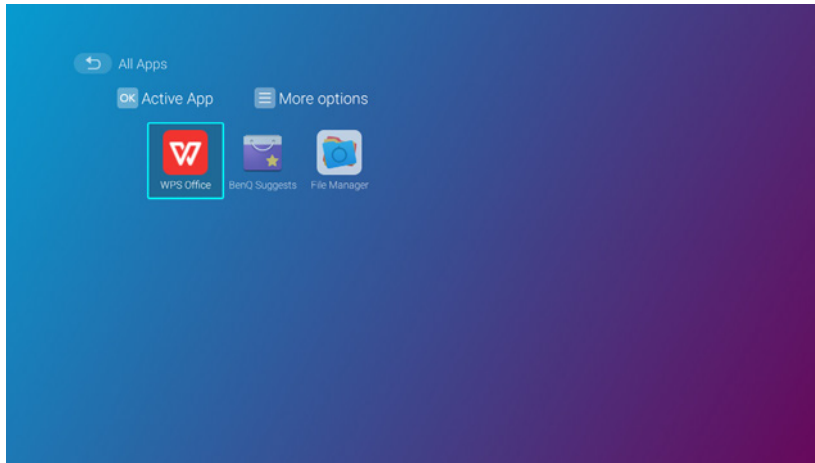 All Apps
OK Active App More options
WPS Office BenQ Suggests File Manager